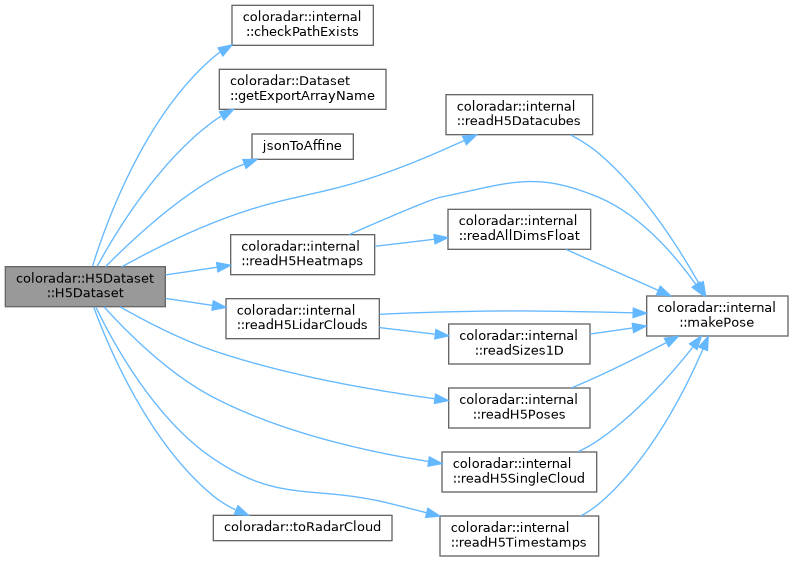 coloradar::internal
::checkPathExists
coloradar::Dataset
::getExportArrayName
jsonToAffine
coloradar::internal
::readH5Datacubes
coloradar::H5Dataset
::H5Dataset
coloradar::internal
::readH5Heatmaps
coloradar::internal
::readAllDimsFloat
coloradar::internal
::readH5LidarClouds
coloradar::internal
::readSizes1D
coloradar::internal
::makePose
coloradar::internal
::readH5Poses
coloradar::internal
::readH5SingleCloud
coloradar::toRadarCloud
coloradar::internal
::readH5Timestamps